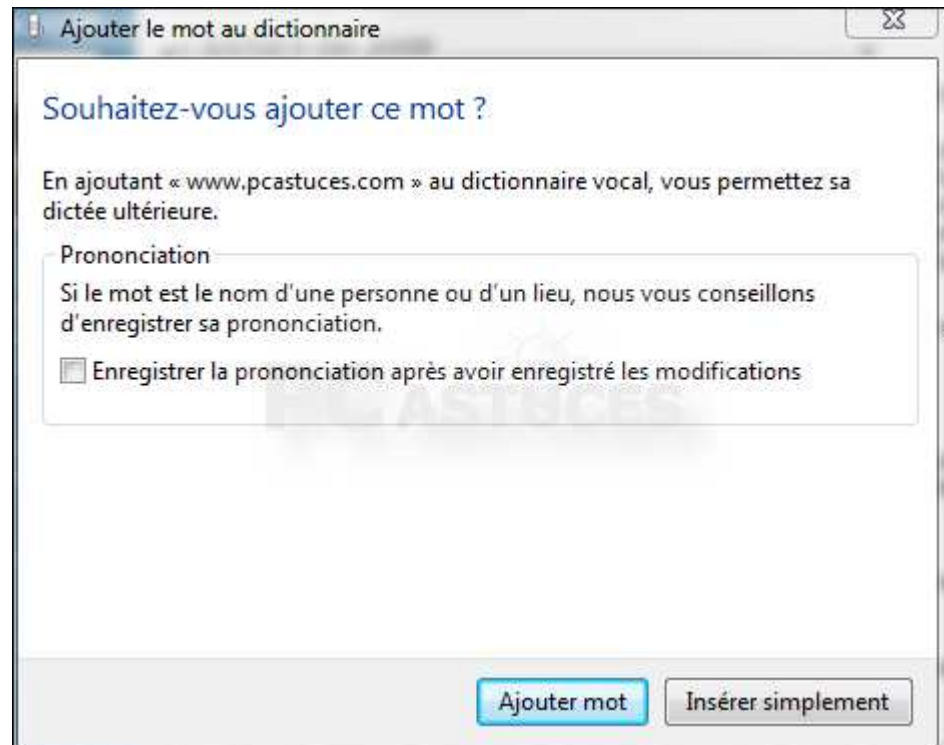 Ajouter le mot au dictionnaire
Souhaitez-vous ajouter ce mot ?
En ajoutant « www.pcastuces.com » au dictionnaire vocal, vous permettez sa
dictée ultérieure.
Prononciation
Si le mot est le nom d'une personne ou d'un lieu, nous vous conseillons
d'enregistrer sa prononciation.
Enregistrer la prononciation après avoir enregistré les modifications
PC ASTUCES
Ajouter mot
Insérer simplement